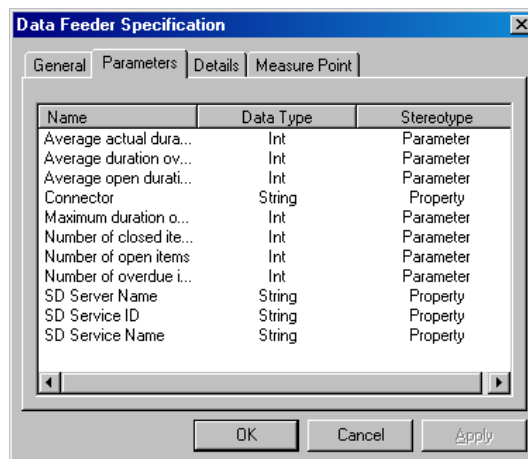 Data Feeder Specification
General Parameters Details Measure Point
Name Data Type Stereotype
Average actual dura... Int Parameter
Average duration ov... Int Parameter
Average open durati... Int Parameter
Connector String Property
Maximum duration o... Int Parameter
Number of closed ite... Int Parameter
Number of open items Int Parameter
Number of overdue i... Int Parameter
SD Server Name String Property
SD Service ID String Property
SD Service Name String Property
OK Cancel Apply